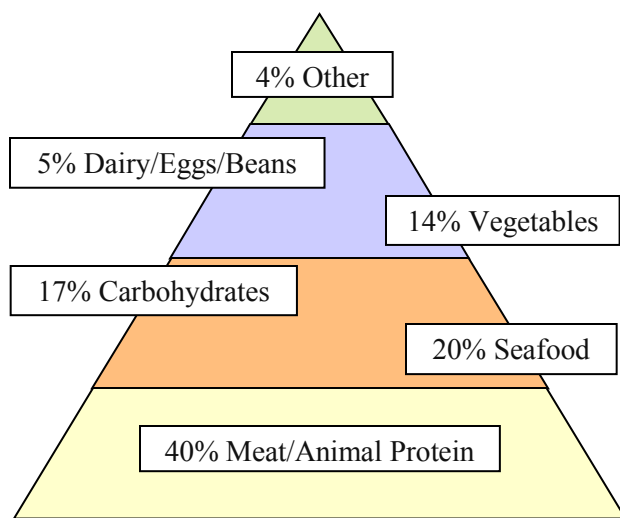 4% Other
5% Dairy/Eggs/Beans
14% Vegetables
17% Carbohydrates
20% Seafood
40% Meat/Animal Protein